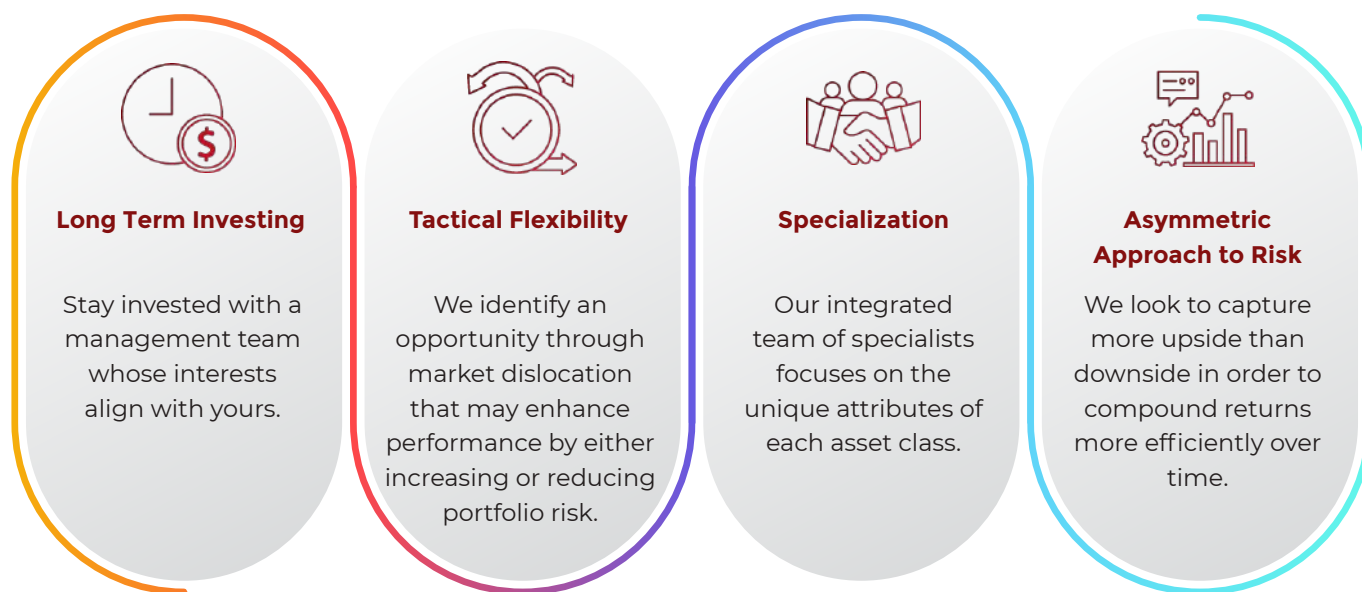 Long Term Investing
Stay invested with a
management team
whose interests
align with yours.
Tactical Flexibility
We identify an
opportunity through
market dislocation
that may enhance
performance by either
increasing or reducing
portfolio risk.
Specialization
Our integrated
team of specialists
focuses on the
unique attributes of
each asset class.
Asymmetric
Approach to Risk
We look to capture
more upside than
downside in order to
compound returns
more efficiently over
time.